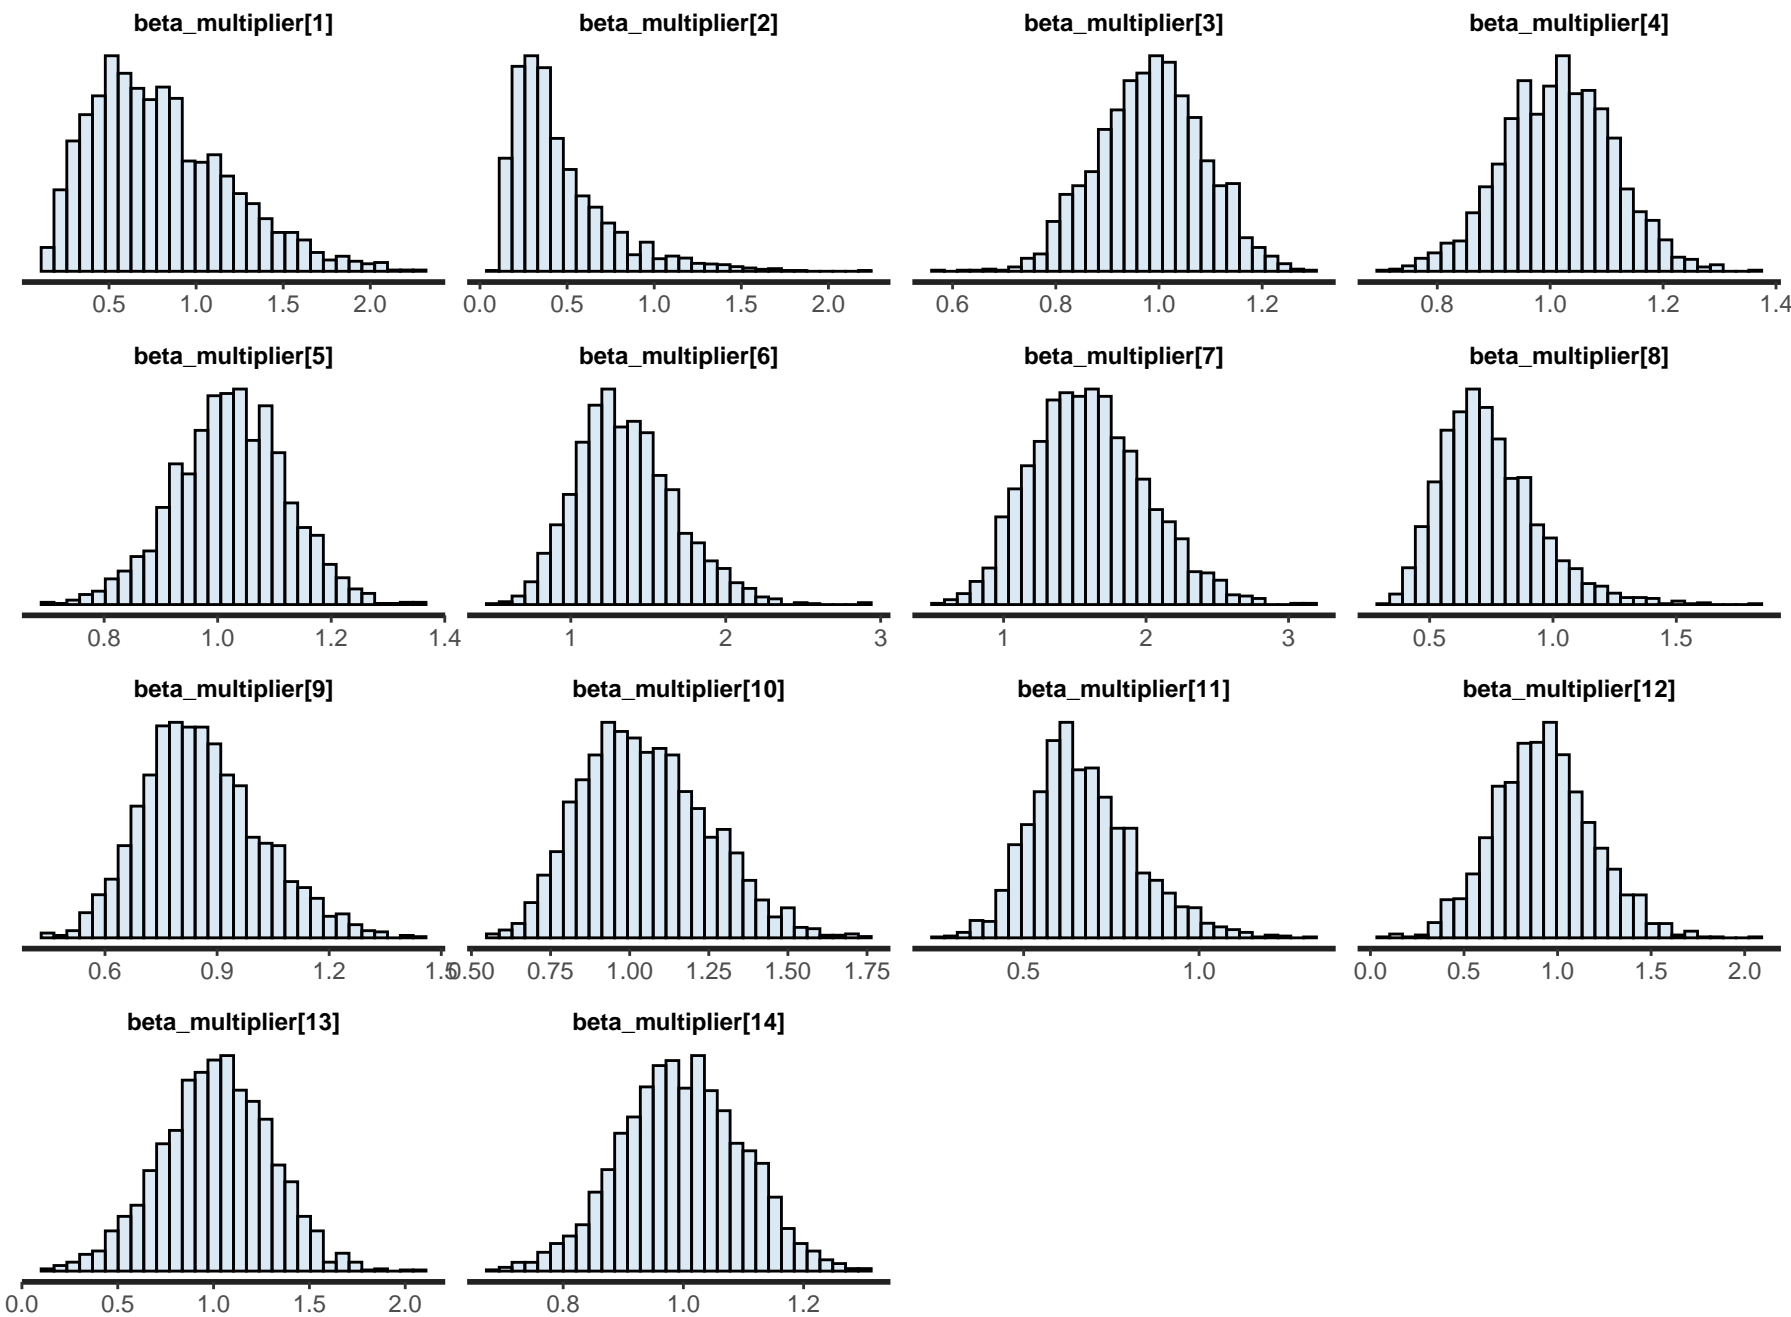 beta_multiplier[1] beta_multiplier[2] beta_multiplier[3] beta_multiplier[4]
0.5 1.0 1.5 2.0 0.0 0.5 1.0 1.5 2.0 0.6 0.8 1.0 1.2 0.8 1.0 1.2 1.4
beta_multiplier[5] beta_multiplier[6] beta_multiplier[7] beta_multiplier[8]
0.8 1.0 1.2 1.4 1 2 3 1 2 3 0.5 1.0 1.5
beta_multiplier[9] beta_multiplier[10] beta_multiplier[11] beta_multiplier[12]
0.6 0.9 1.2 1.5 0.50 0.75 1.00 1.25 1.50 1.75 0.5 1.0 0.0 0.5 1.0 1.5 2.0
beta_multiplier[13] beta_multiplier[14]
0.0 0.5 1.0 1.5 2.0 0.8 1.0 1.2